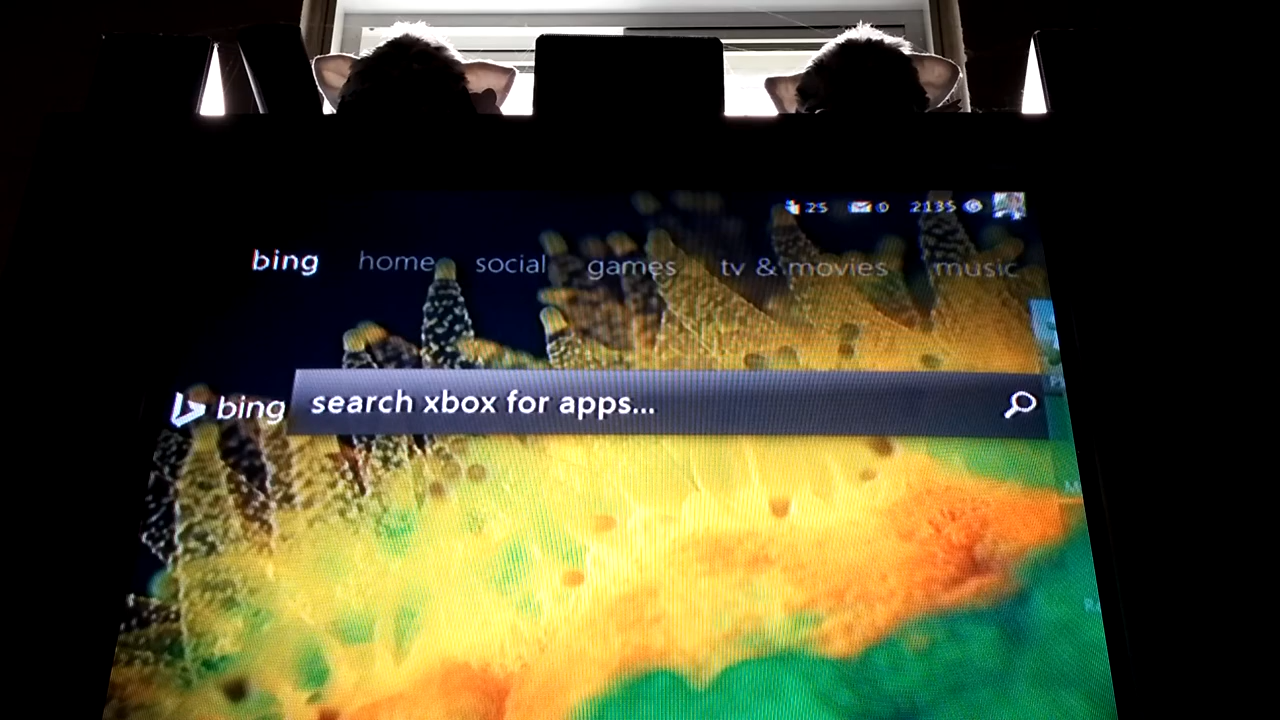 25 0 2135 G
bing home social games tv & movies music
bing search xbox for apps...